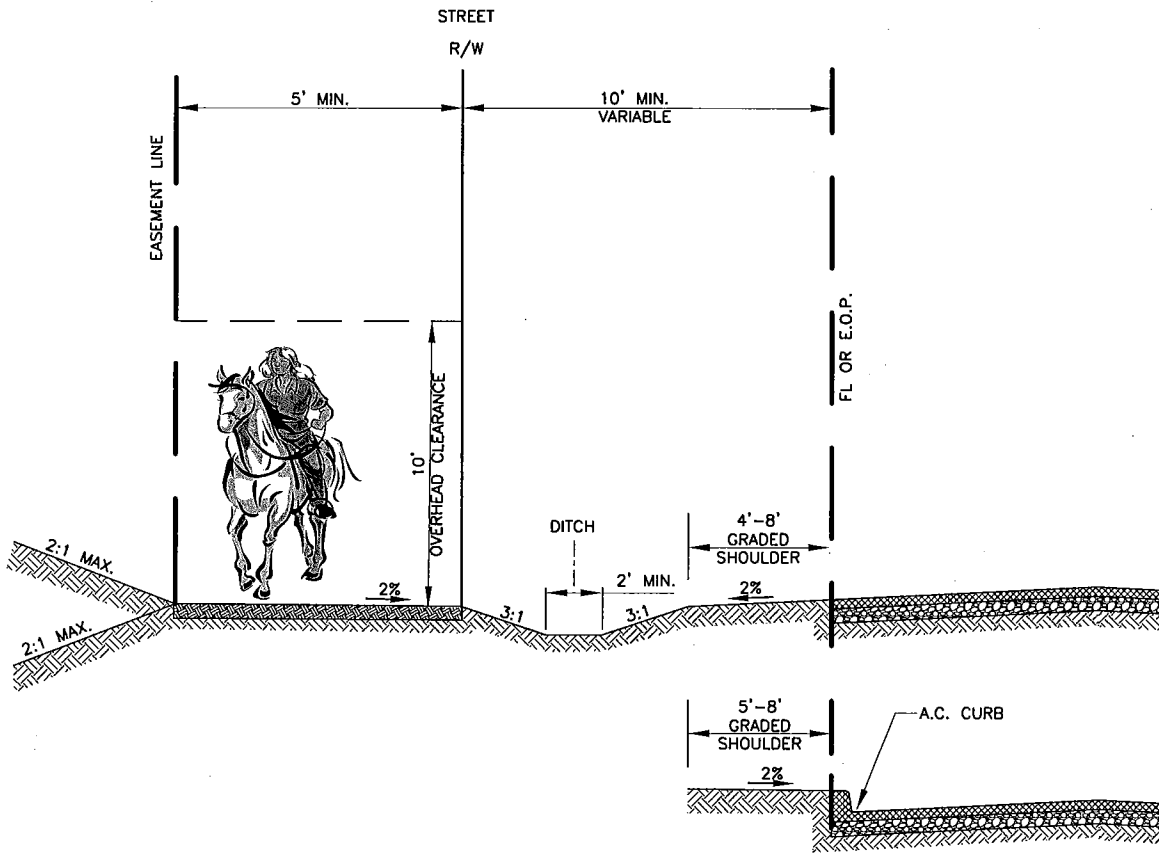 STREET
R/W
5' MIN.
10' MIN.
VARIABLE
EASEMENT LINE
FL OR E.O.P.
10'
OVERHEAD CLEARANCE
4'-8'
GRADED
SHOULDER
DITCH
2' MIN.
2:1 MAX.
2%
3:1
3:1
2%
2:1 MAX.
5'-8'
GRADED
SHOULDER
A.C. CURB
2%